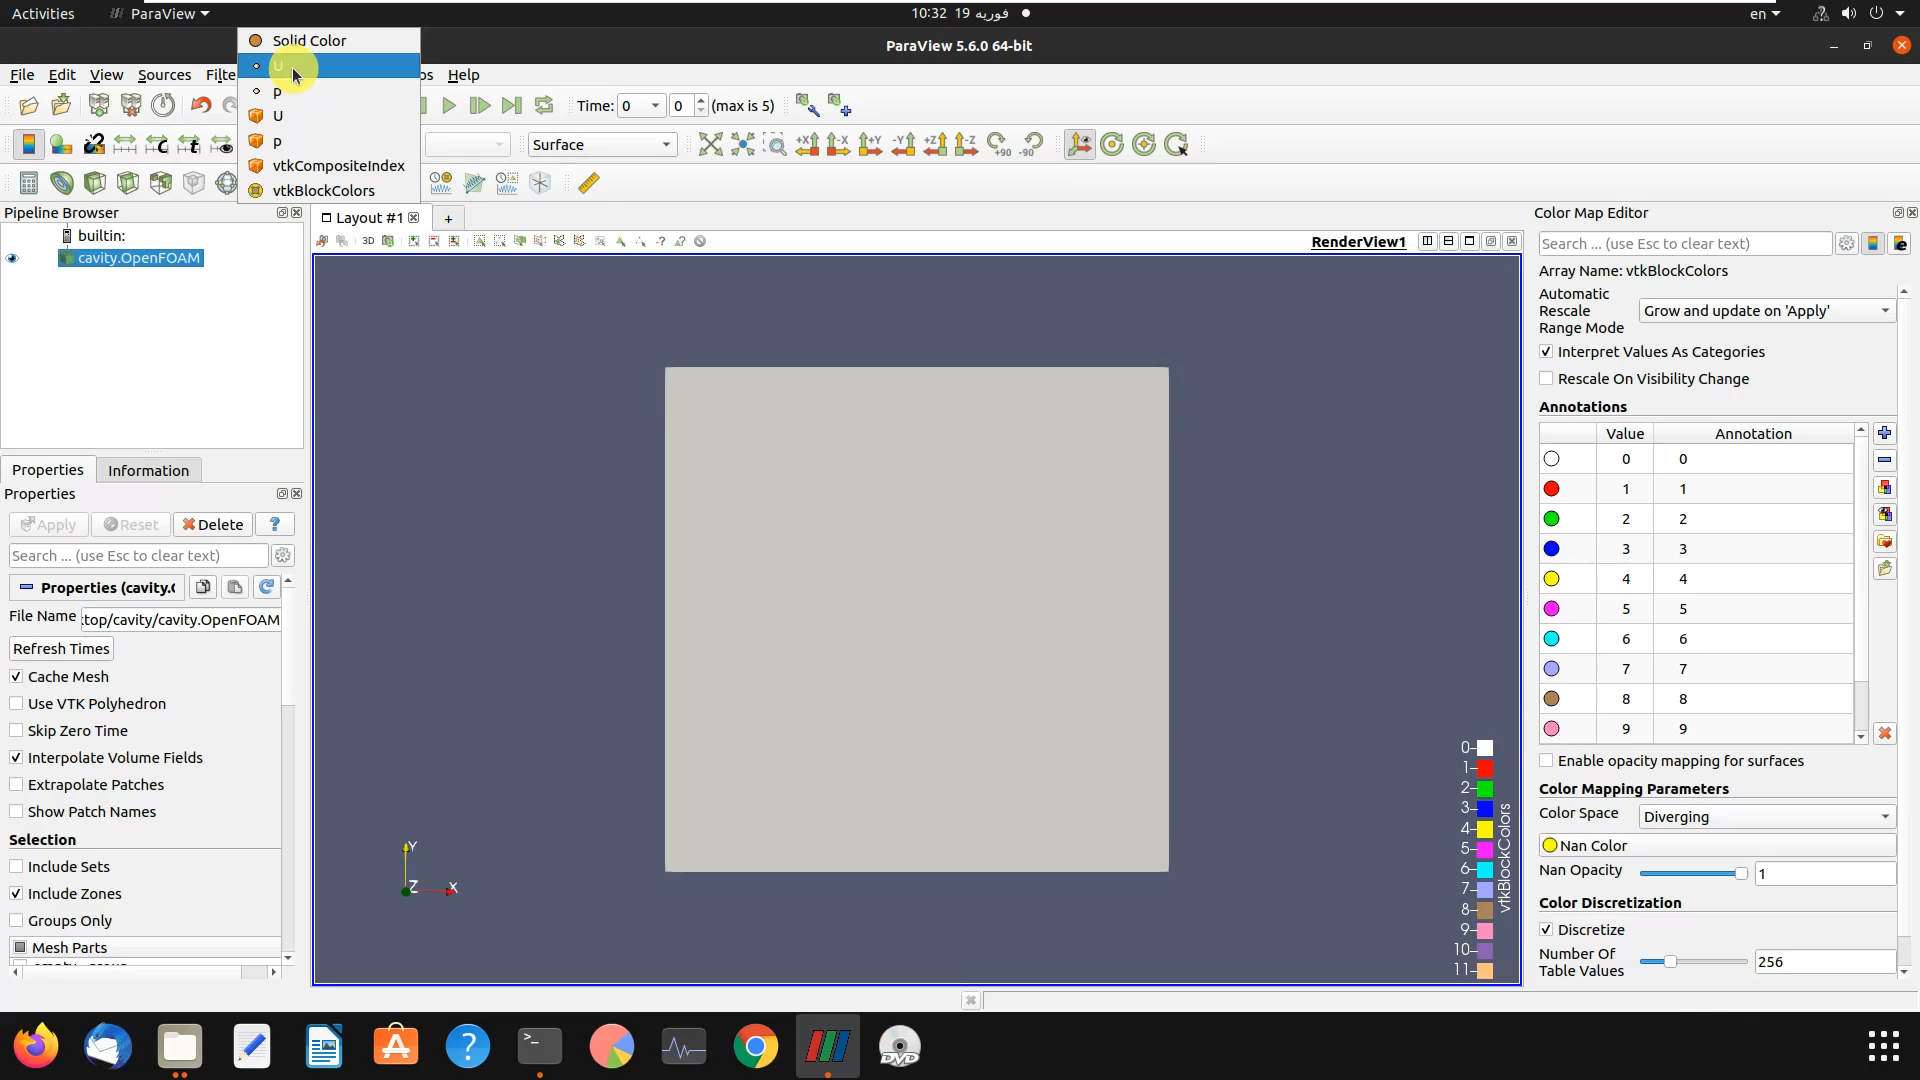 Activities
ParaView
10:32 19 فوریه
en
Solid Color
U
p
U
p
vtkCompositeIndex
vtkBlockColors
ParaView 5.6.0 64-bit
File Edit View Sources Filte
os Help
Time: 0 0 (max is 5)
Surface
+X -X +Y -Y +Z -Z +90 -90
Pipeline Browser
builtin:
cavity.OpenFOAM
Layout #1
+
3D
RenderView1
Properties Information
Properties
Apply Reset Delete ?
Search ... (use Esc to clear text)
Properties (cavity.
File Name top/cavity/cavity.OpenFOAM
Refresh Times
Cache Mesh
Use VTK Polyhedron
Skip Zero Time
Interpolate Volume Fields
Extrapolate Patches
Show Patch Names
Selection
Include Sets
Include Zones
Groups Only
Mesh Parts
Y
Z X
0
1
2
3
4
5
6
7
8
9
10
11
vtkBlockColors
Color Map Editor
Search ... (use Esc to clear text)
Array Name: vtkBlockColors
Automatic
Rescale
Range Mode
Grow and update on 'Apply'
Interpret Values As Categories
Rescale On Visibility Change
Annotations
Value Annotation
0 0
1 1
2 2
3 3
4 4
5 5
6 6
7 7
8 8
9 9
Enable opacity mapping for surfaces
Color Mapping Parameters
Color Space Diverging
Nan Color
Nan Opacity 1
Color Discretization
Discretize
Number Of
Table Values
256
DVD